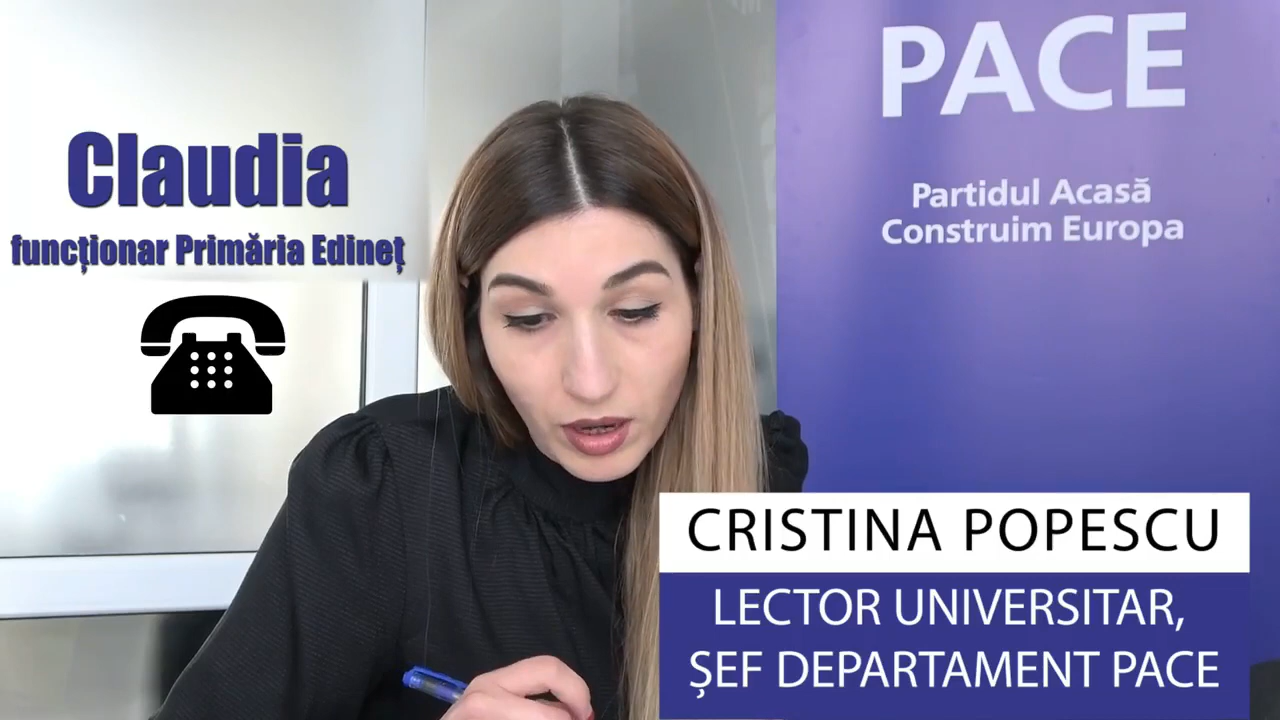 PACE
Partidul Acasă
Construim Europa
Claudia
funcționar Primăria Edineț
CRISTINA POPESCU
LECTOR UNIVERSITAR,
ȘEF DEPARTAMENT PACE